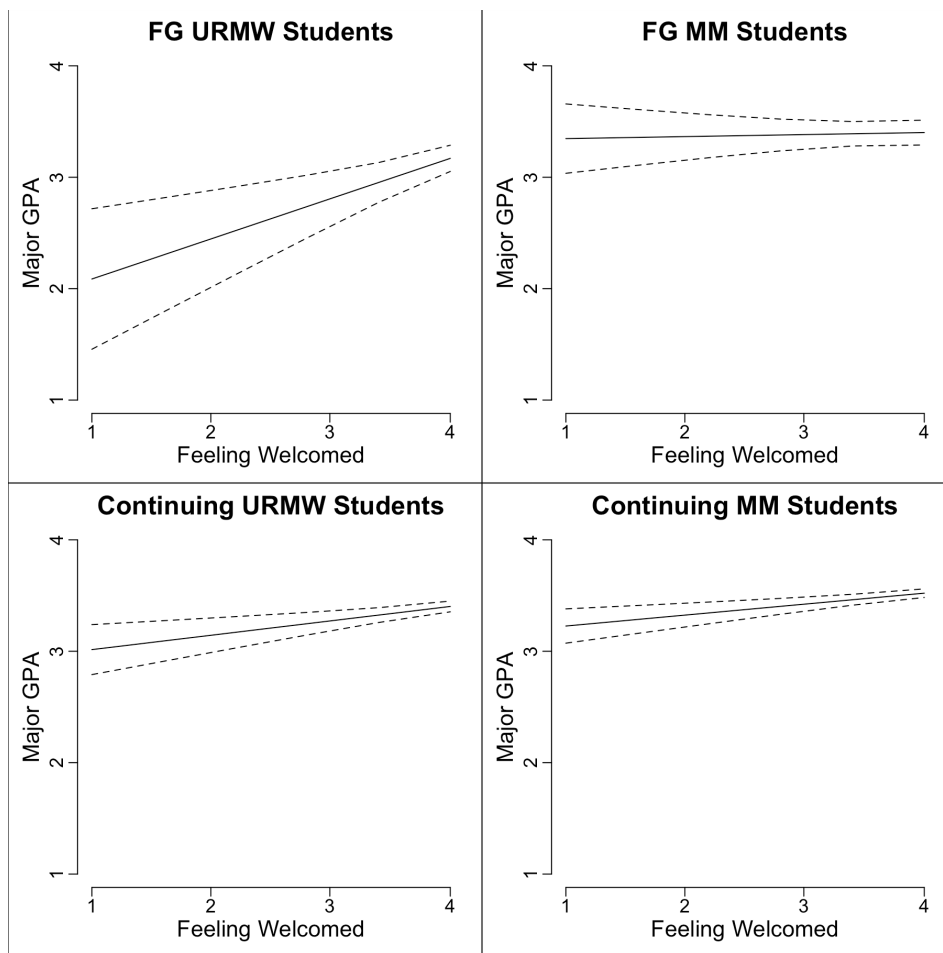 FG URMW Students
4
3
2
1
Major GPA
1 2 3 4
Feeling Welcomed
FG MM Students
4
3
2
1
Major GPA
1 2 3 4
Feeling Welcomed
Continuing URMW Students
4
3
2
1
Major GPA
1 2 3 4
Feeling Welcomed
Continuing MM Students
4
3
2
1
Major GPA
1 2 3 4
Feeling Welcomed